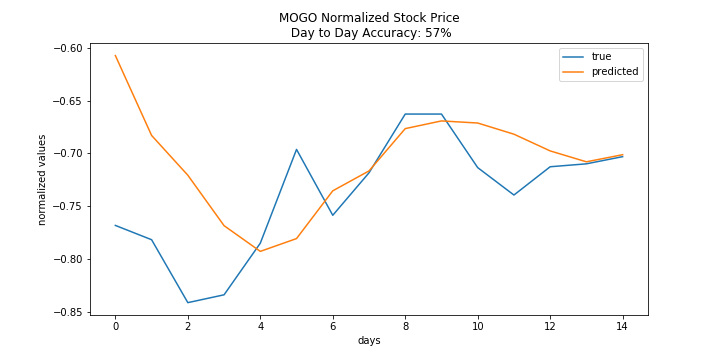 MOGO Normalized Stock Price
Day to Day Accuracy: 57%
true
predicted
normalized values
−0.60
−0.65
−0.70
−0.75
−0.80
−0.85
0 2 4 6 8 10 12 14
days